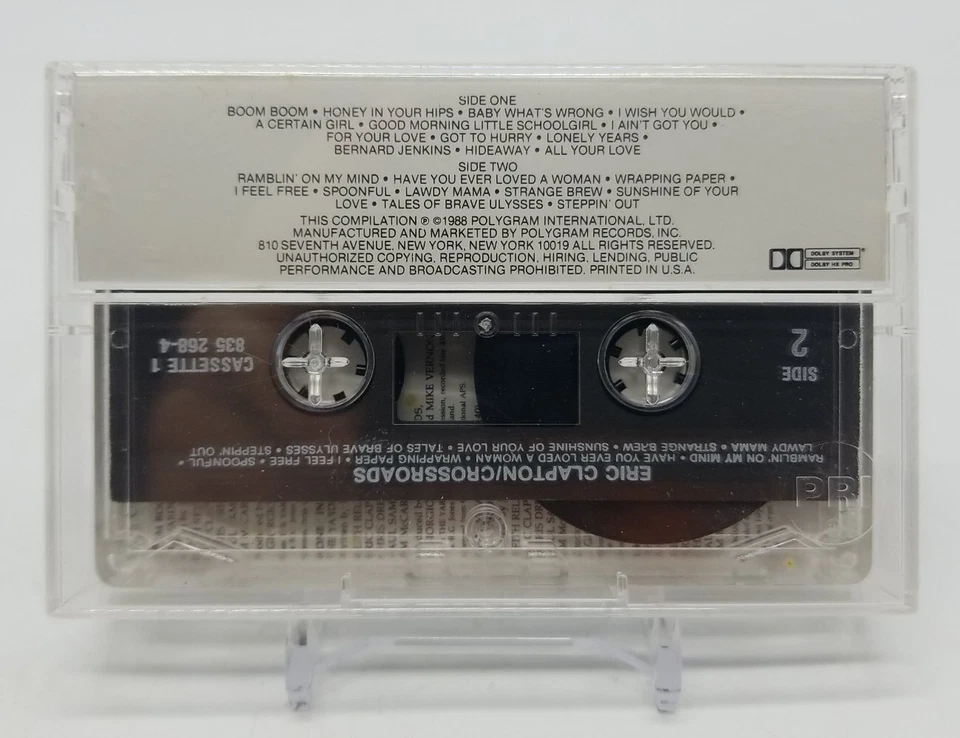 SIDE ONE
BOOM BOOM • HONEY IN YOUR HIPS • BABY WHAT'S WRONG • I WISH YOU WOULD •
A CERTAIN GIRL • GOOD MORNING LITTLE SCHOOLGIRL • I AIN'T GOT YOU •
FOR YOUR LOVE • GOT TO HURRY • LONELY YEARS •
BERNARD JENKINS • HIDEAWAY • ALL YOUR LOVE
SIDE TWO
RAMBLIN' ON MY MIND • HAVE YOU EVER LOVED A WOMAN • WRAPPING PAPER •
I FEEL FREE • SPOONFUL • LAWDY MAMA • STRANGE BREW • SUNSHINE OF YOUR
LOVE • TALES OF BRAVE ULYSSES • STEPPIN' OUT
THIS COMPILATION ℗ ©1988 POLYGRAM INTERNATIONAL, LTD.
MANUFACTURED AND MARKETED BY POLYGRAM RECORDS, INC.
810 SEVENTH AVENUE, NEW YORK, NEW YORK 10019 ALL RIGHTS RESERVED.
UNAUTHORIZED COPYING, REPRODUCTION, HIRING, LENDING, PUBLIC
PERFORMANCE AND BROADCASTING PROHIBITED. PRINTED IN U.S.A.
DOLBY SYSTEM
DOLBY HX PRO
ERIC CLAPTON/CROSSROADS
RAMBLIN' ON MY MIND • HAVE YOU EVER LOVED A WOMAN • WRAPPING PAPER • I FEEL FREE • SPOONFUL •
LAWDY MAMA • STRANGE BREW • SUNSHINE OF YOUR LOVE • TALES OF BRAVE ULYSSES • STEPPIN' OUT
SIDE
2
CASSETTE 1
835 268-4
MIKE VERNON